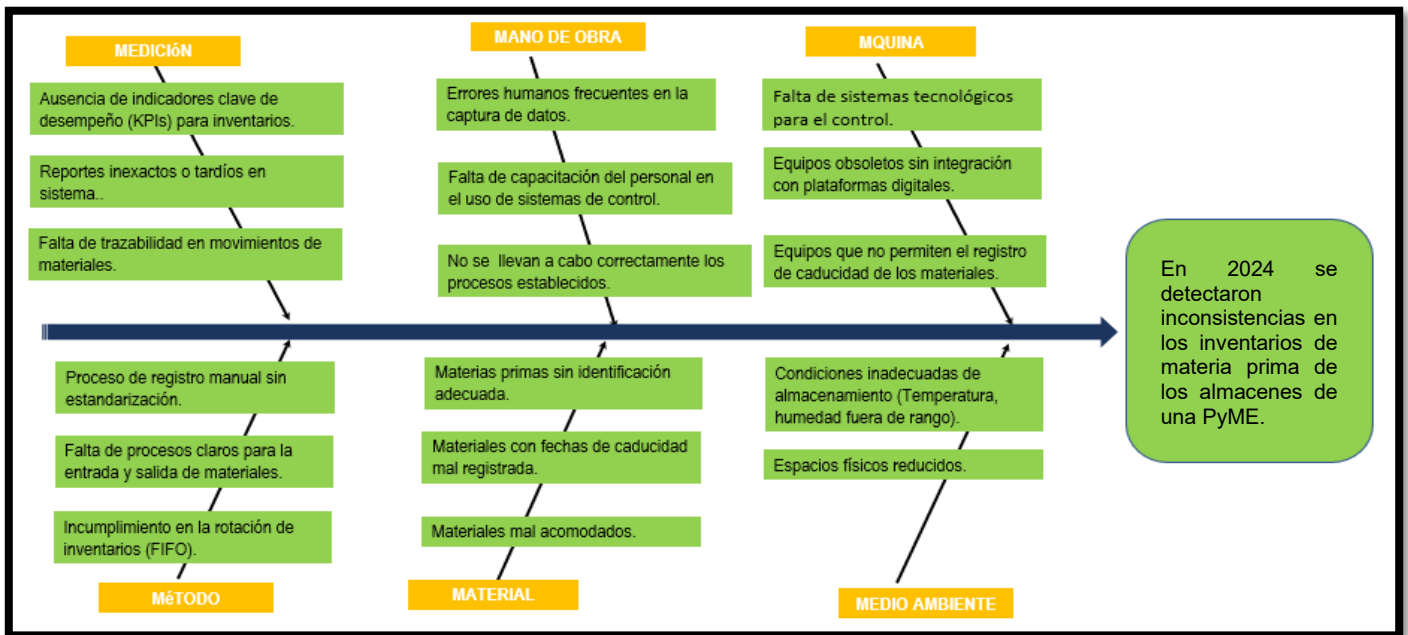 MEDICIóN
Ausencia de indicadores clave de
desempeño (KPIs) para inventarios.
Reportes inexactos o tardíos en
sistema..
Falta de trazabilidad en movimientos de
materiales.
MANO DE OBRA
Errores humanos frecuentes en la
captura de datos.
Falta de capacitación del personal en
el uso de sistemas de control.
No se llevan a cabo correctamente los
procesos establecidos.
MQUINA
Falta de sistemas tecnológicos
para el control.
Equipos obsoletos sin integración
con plataformas digitales.
Equipos que no permiten el registro
de caducidad de los materiales.
En 2024 se
detectaron
inconsistencias en
los inventarios de
materia prima de
los almacenes de
una PyME.
Proceso de registro manual sin
estandarización.
Falta de procesos claros para la
entrada y salida de materiales.
Incumplimiento en la rotación de
inventarios (FIFO).
MéTODO
Materias primas sin identificación
adecuada.
Materiales con fechas de caducidad
mal registrada.
Materiales mal acomodados.
MATERIAL
Condiciones inadecuadas de
almacenamiento (Temperatura,
humedad fuera de rango).
Espacios físicos reducidos.
MEDIO AMBIENTE